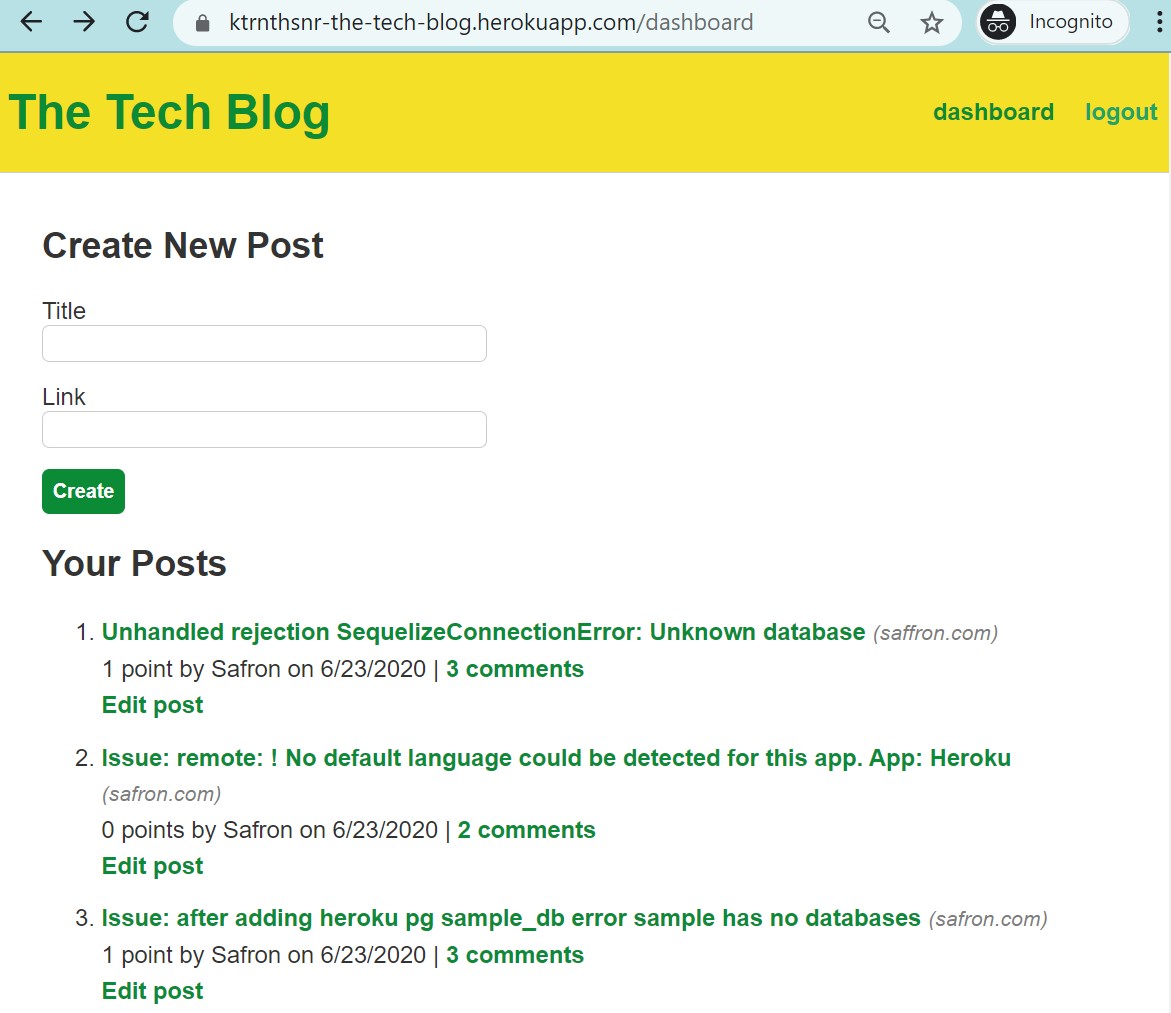 ktrnthsnr-the-tech-blog.herokuapp.com/dashboard
Incognito
The Tech Blog
dashboard
logout
Create New Post
Title
Link
Create
Your Posts
1. Unhandled rejection SequelizeConnectionError: Unknown database (saffron.com)
1 point by Safron on 6/23/2020 | 3 comments
Edit post
2. Issue: remote: ! No default language could be detected for this app. App: Heroku
(safron.com)
0 points by Safron on 6/23/2020 | 2 comments
Edit post
3. Issue: after adding heroku pg sample_db error sample has no databases (safron.com)
1 point by Safron on 6/23/2020 | 3 comments
Edit post